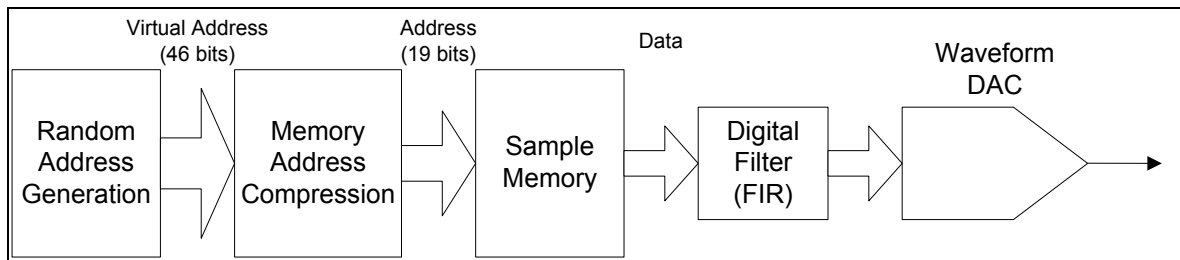 Virtual Address
(46 bits)
Address
(19 bits)
Data
Waveform
DAC
Random
Address
Generation
Memory
Address
Compression
Sample
Memory
Digital
Filter
(FIR)